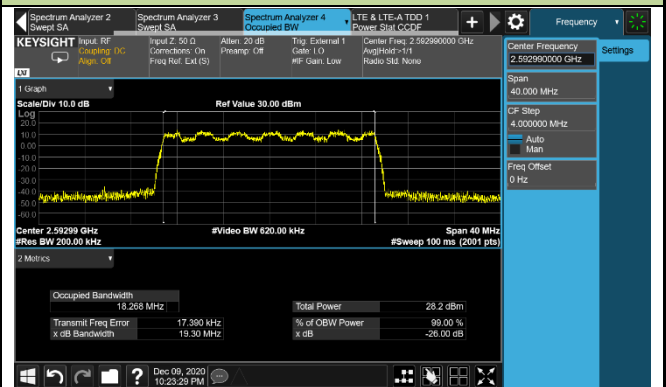 Spectrum Analyzer 2
Swept SA
Spectrum Analyzer 3
Swept SA
Spectrum Analyzer 4
Occupied BW
LTE & LTE-A TDD 1
Power Stat CCDF
Frequency
KEYSIGHT
Input: RF
Coupling: DC
Align: Off
Input Z: 50 Ω
Corrections: On
Freq Ref: Ext (S)
Atten: 20 dB
Preamp: Off
Trig: External 1
Gate: LO
#IF Gain: Low
Center Freq: 2.592990000 GHz
Avg|Hold:>1/1
Radio Std: None
LXI
Center Frequency
2.592990000 GHz
Settings
Span
40.000 MHz
CF Step
4.000000 MHz
Auto
Man
Freq Offset
0 Hz
1 Graph
Scale/Div 10.0 dB
Ref Value 30.00 dBm
Log
20.0
10.0
0.00
-10.0
-20.0
-30.0
-40.0
-50.0
-60.0
Center 2.59299 GHz
#Video BW 620.00 kHz
Span 40 MHz
#Res BW 200.00 kHz
#Sweep 100 ms (2001 pts)
2 Metrics
Occupied Bandwidth
18.268 MHz
Total Power
28.2 dBm
Transmit Freq Error
17.390 kHz
% of OBW Power
99.00 %
x dB Bandwidth
19.30 MHz
x dB
-26.00 dB
?
Dec 09, 2020
10:23:29 PM